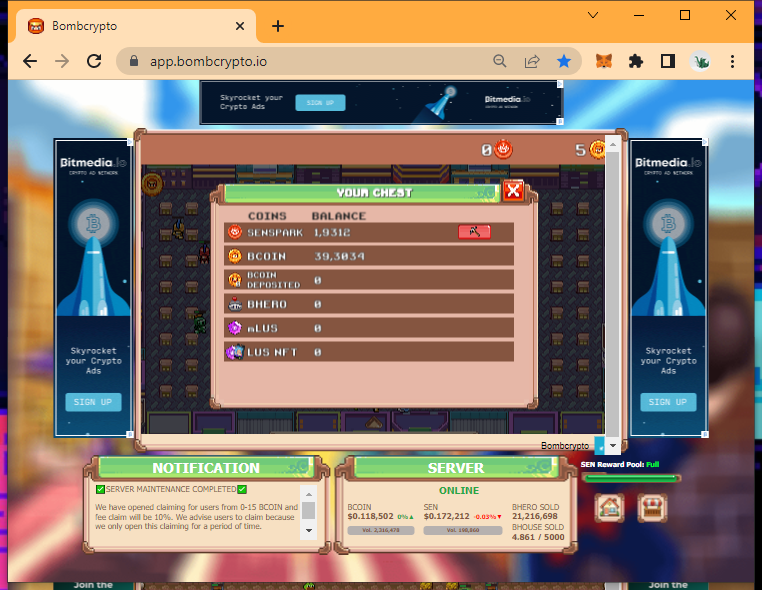 Bombcrypto
app.bombcrypto.io
Skyrocket your
Crypto Ads
SIGN UP
Bitmedia.io
CRYPTO AD NETWORK
Bitmedia.io
CRYPTO AD NETWORK
Skyrocket
your Crypto
Ads
SIGN UP
0
5
YOUR CHEST
COINS BALANCE
SENSPARK 1,9312
BCOIN 39,3034
BCOIN
DEPOSITED 0
BHERO 0
mLUS 0
LUS NFT 0
Bitmedia.io
CRYPTO AD NETWORK
Skyrocket
your Crypto
Ads
SIGN UP
Bombcrypto
NOTIFICATION
✅SERVER MAINTENANCE COMPLETED✅
We have opened claiming for users from 0-15 BCOIN and
fee claim will be 10%. We advise users to claim because
we only open this claiming for a period of time.
SERVER
ONLINE
BCOIN
$0.118,502 0%▲
Vol. 2,316,478
SEN
$0.172,212 -0.03%▼
Vol. 198,860
BHERO SOLD
21,216,698
BHOUSE SOLD
4.861 / 5000
SEN Reward Pool: Full
Join the
Join the